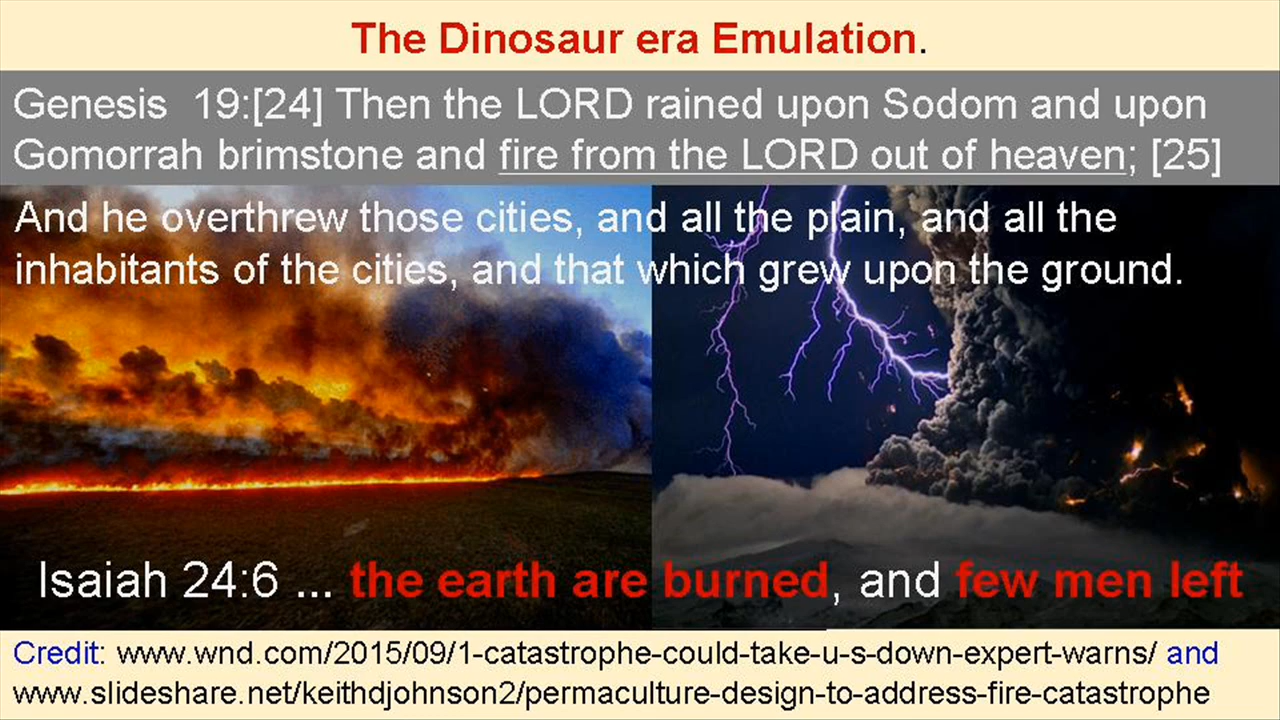 The Dinosaur era Emulation.
Genesis  19:[24] Then the LORD rained upon Sodom and upon
Gomorrah brimstone and fire from the LORD out of heaven; [25]
And he overthrew those cities, and all the plain, and all the
inhabitants of the cities, and that which grew upon the ground.
Isaiah 24:6 ... the earth are burned, and few men left
Credit: www.wnd.com/2015/09/1-catastrophe-could-take-u-s-down-expert-warns/ and
www.slideshare.net/keithdjohnson2/permaculture-design-to-address-fire-catastrophe